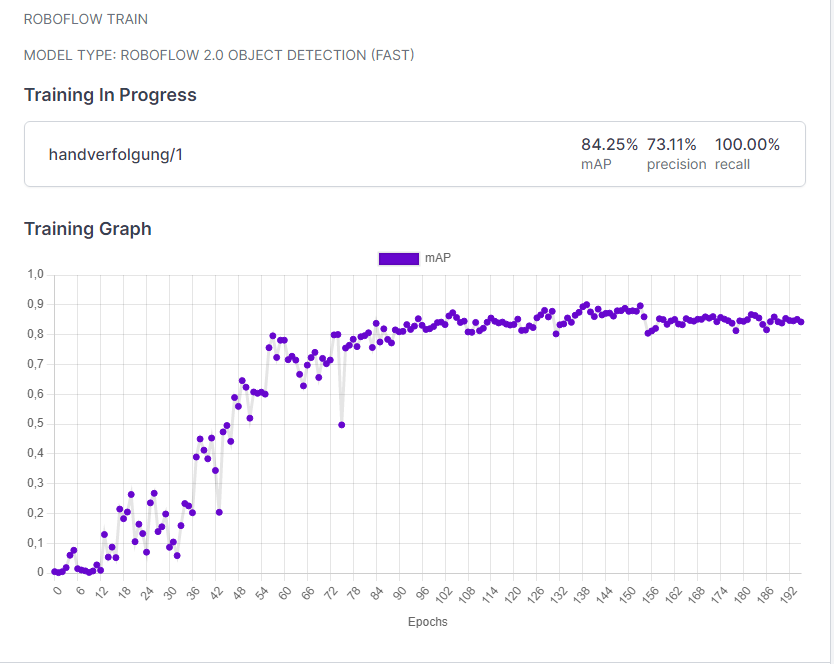 ROBOFLOW TRAIN
MODEL TYPE: ROBOFLOW 2.0 OBJECT DETECTION (FAST)
Training In Progress
handverfolgung/1
84.25% 73.11% 100.00%
mAP precision recall
Training Graph
mAP
1,0
0,9
0,8
0,7
0,6
0,5
0,4
0,3
0,2
0,1
0
0 6 12 18 24 30 36 42 48 54 60 66 72 78 84 90 96 102 108 114 120 126 132 138 144 150 156 162 168 174 180 186 192
Epochs